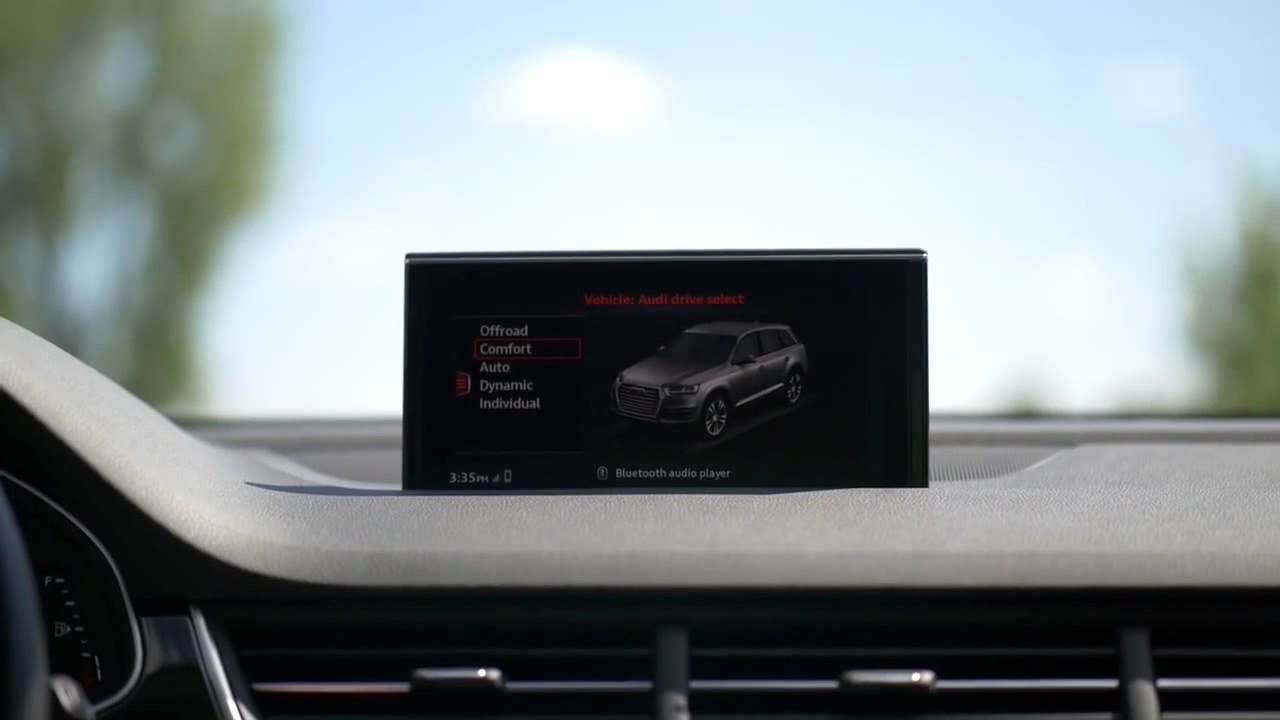 Vehicle: Audi drive select
Offroad
Comfort
Auto
Dynamic
Individual
3:35PM
Bluetooth audio player
F